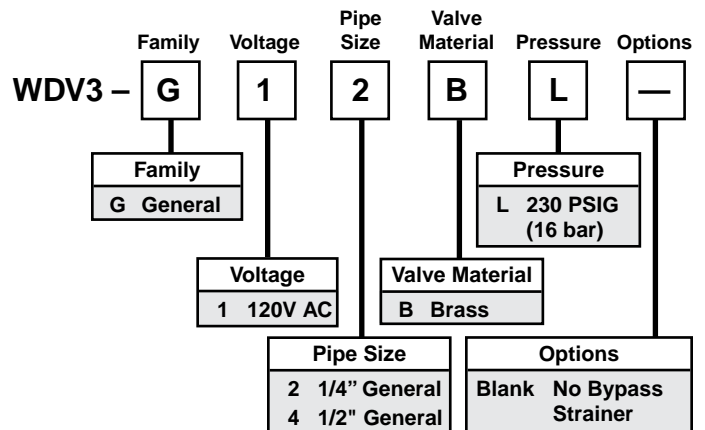 Family Voltage Pipe Size Valve Material Pressure Options
WDV3 – G 1 2 B L —
Family
G General
Pressure
L 230 PSIG
(16 bar)
Voltage
1 120V AC
Valve Material
B Brass
Pipe Size
2 1/4” General
4 1/2" General
Options
Blank No Bypass
Strainer